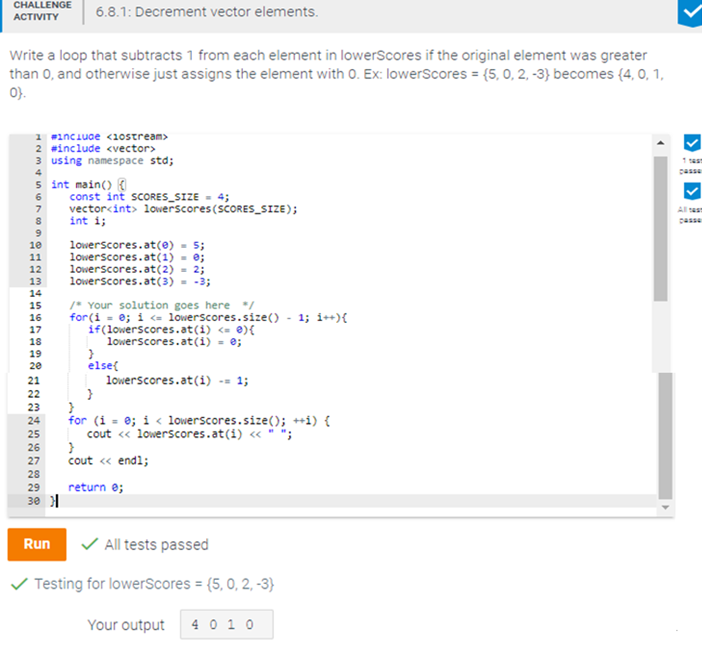 CHALLENGE
ACTIVITY
6.8.1: Decrement vector elements.
Write a loop that subtracts 1 from each element in lowerScores if the original element was greater
than 0, and otherwise just assigns the element with 0. Ex: lowerScores = {5, 0, 2, -3} becomes {4, 0, 1,
0}.
1 #include <iostream>
2 #include <vector>
3 using namespace std;
4
5 int main() {
6 const int SCORES_SIZE = 4;
7 vector<int> lowerScores(SCORES_SIZE);
8 int i;
9
10 lowerScores.at(0) = 5;
11 lowerScores.at(1) = 0;
12 lowerScores.at(2) = 2;
13 lowerScores.at(3) = -3;
14
15 /* Your solution goes here */
16 for(i = 0; i <= lowerScores.size() - 1; i++){
17 if(lowerScores.at(i) <= 0){
18 lowerScores.at(i) = 0;
19 }
20 else{
21 lowerScores.at(i) -= 1;
22 }
23 }
24 for (i = 0; i < lowerScores.size(); ++i) {
25 cout << lowerScores.at(i) << " ";
26 }
27 cout << endl;
28
29 return 0;
30 }
1 test
passe
All test
passe
Run
All tests passed
Testing for lowerScores = {5, 0, 2, -3}
Your output 4 0 1 0